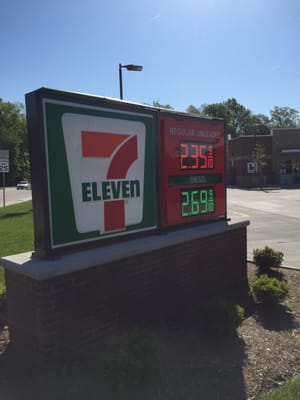 7
ELEVEN
REGULAR UNLEADED
2.35 9/10
DIESEL
2.69 9/10